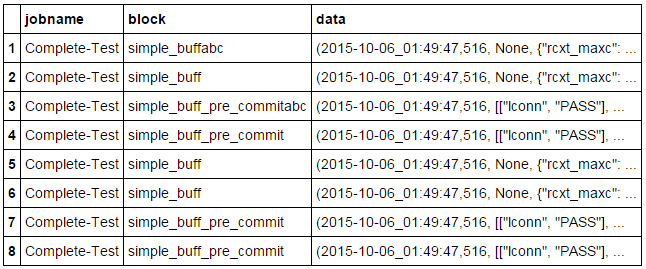 jobname block data
1 Complete-Test simple_buffabc (2015-10-06_01:49:47,516, None, {"rcxt_maxc": ...
2 Complete-Test simple_buff (2015-10-06_01:49:47,516, None, {"rcxt_maxc": ...
3 Complete-Test simple_buff_pre_commitabc (2015-10-06_01:49:47,516, [["lconn", "PASS"], ...
4 Complete-Test simple_buff_pre_commit (2015-10-06_01:49:47,516, [["lconn", "PASS"], ...
5 Complete-Test simple_buff (2015-10-06_01:49:47,516, None, {"rcxt_maxc": ...
6 Complete-Test simple_buff (2015-10-06_01:49:47,516, None, {"rcxt_maxc": ...
7 Complete-Test simple_buff_pre_commit (2015-10-06_01:49:47,516, [["lconn", "PASS"], ...
8 Complete-Test simple_buff_pre_commit (2015-10-06_01:49:47,516, [["lconn", "PASS"], ...